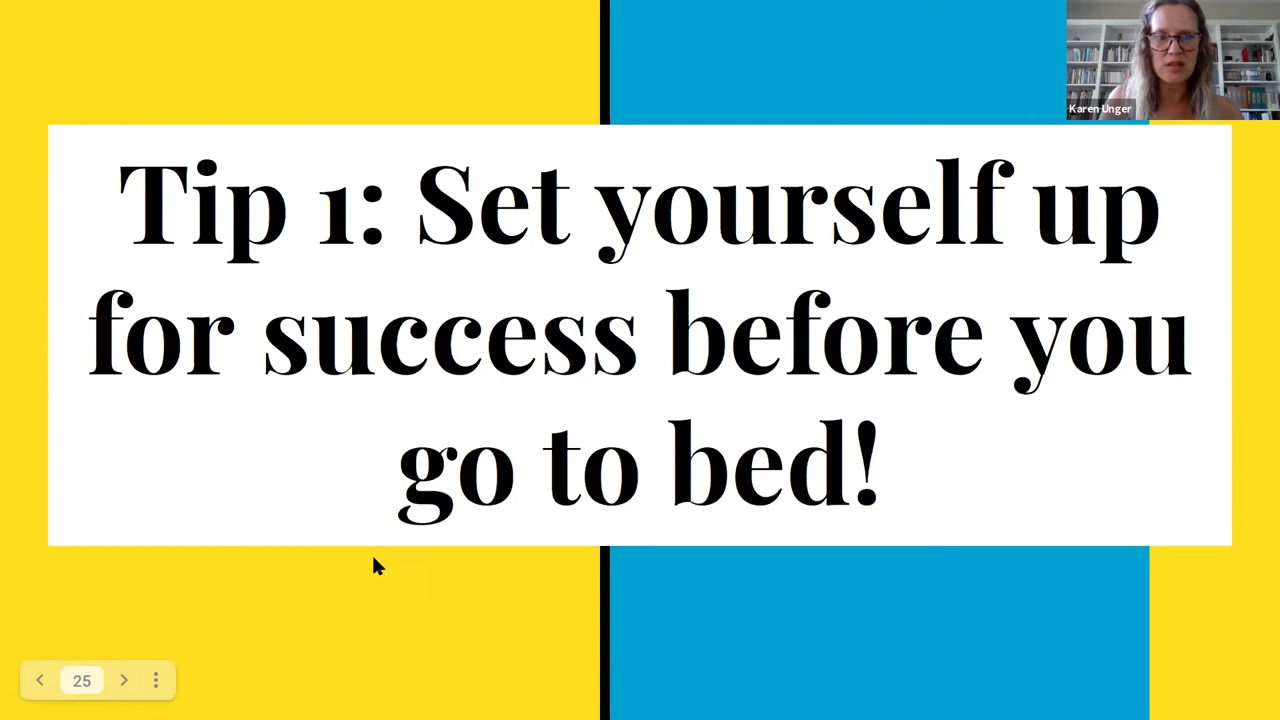 Karen Unger
Tip 1: Set yourself up
for success before you
go to bed!
25